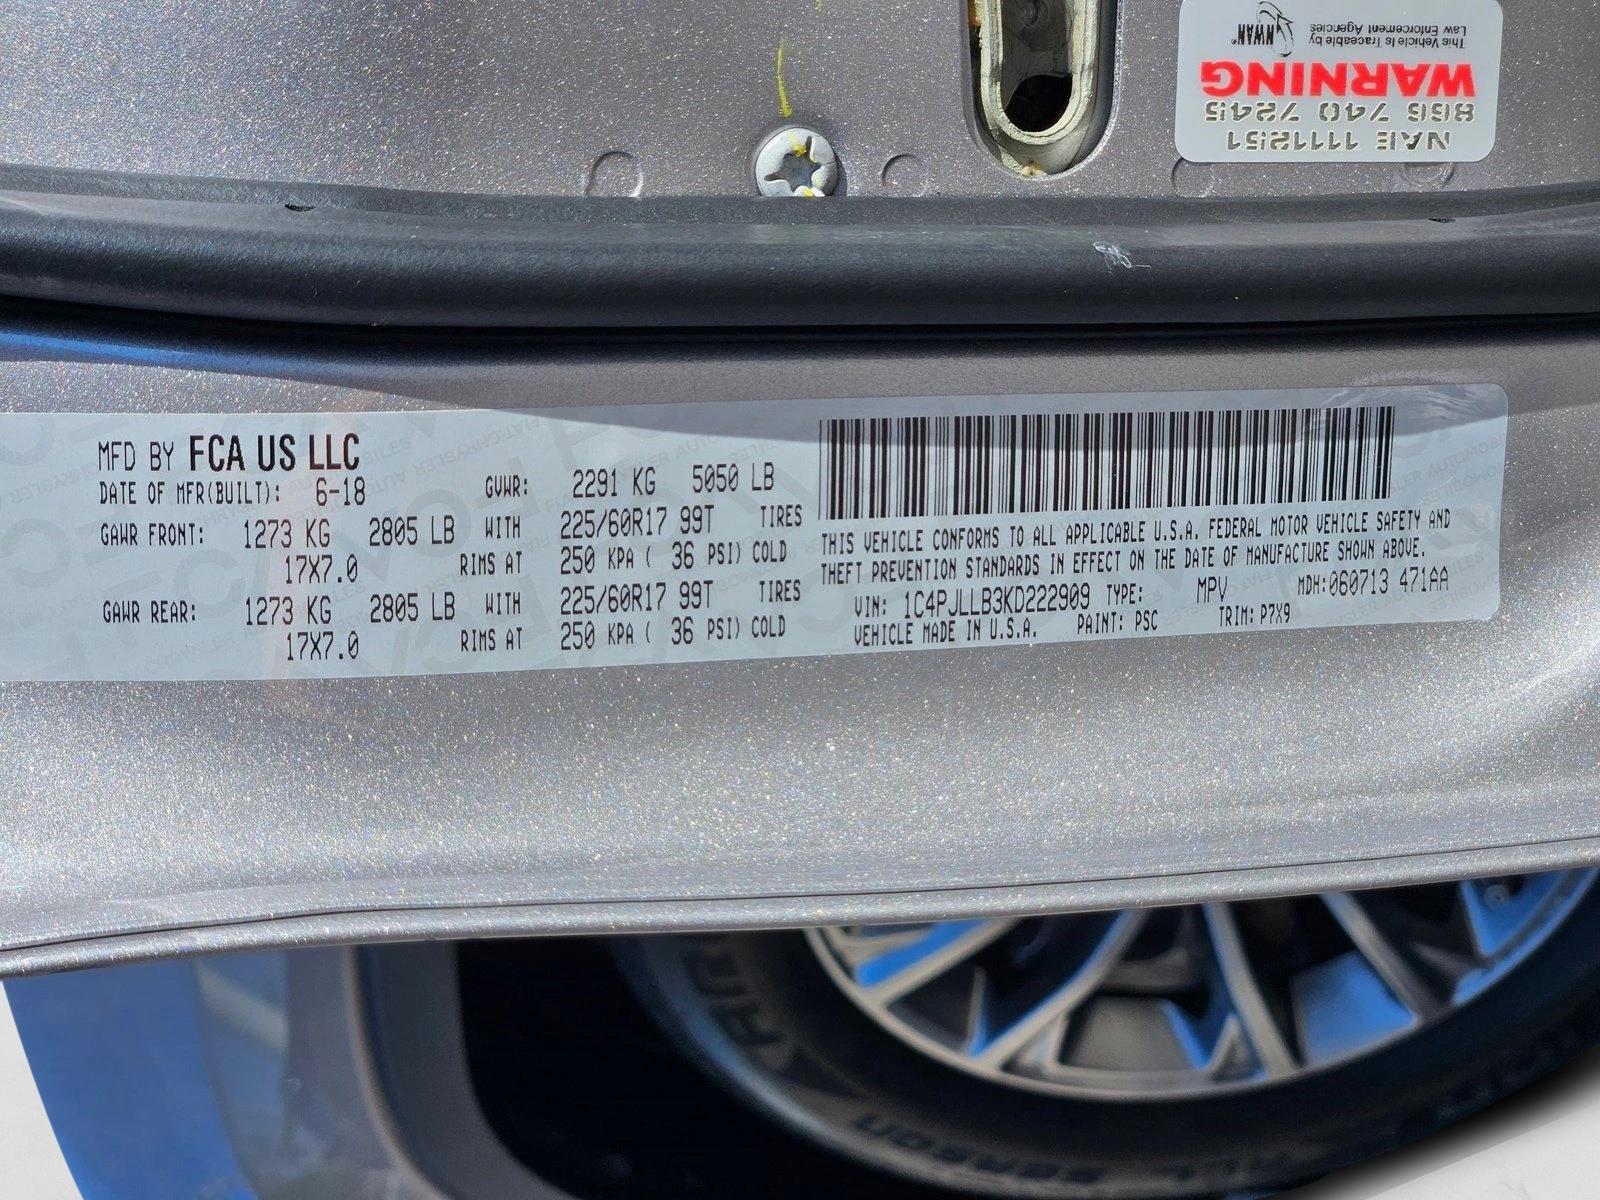 This Vehicle Is Traceable by
Law Enforcement Agencies
NWAN
WARNING
866 740 7245
NAE 1111251
MFD BY FCA US LLC
DATE OF MFR(BUILT): 6-18 GVWR: 2291 KG 5050 LB
GAWR FRONT: 1273 KG 2805 LB WITH 225/60R17 99T TIRES
17X7.0 RIMS AT 250 KPA ( 36 PSI) COLD
GAWR REAR: 1273 KG 2805 LB WITH 225/60R17 99T TIRES
17X7.0 RIMS AT 250 KPA ( 36 PSI) COLD
THIS VEHICLE CONFORMS TO ALL APPLICABLE U.S.A. FEDERAL MOTOR VEHICLE SAFETY AND
THEFT PREVENTION STANDARDS IN EFFECT ON THE DATE OF MANUFACTURE SHOWN ABOVE.
VIN: 1C4PJLLB3KD222909 TYPE: MPV MDH:060713 471AA
VEHICLE MADE IN U.S.A. PAINT: PSC TRIM: P7X9
ALL SEASON